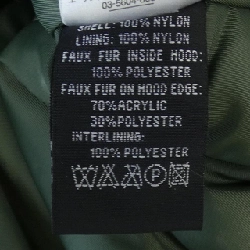 SHELL: 100% NYLON
LINING: 100% NYLON
FAUX FUR INSIDE HOOD:
100% POLYESTER
FAUX FUR ON HOOD EDGE:
70% ACRYLIC
30% POLYESTER
INTERLINING:
100% POLYESTER
P